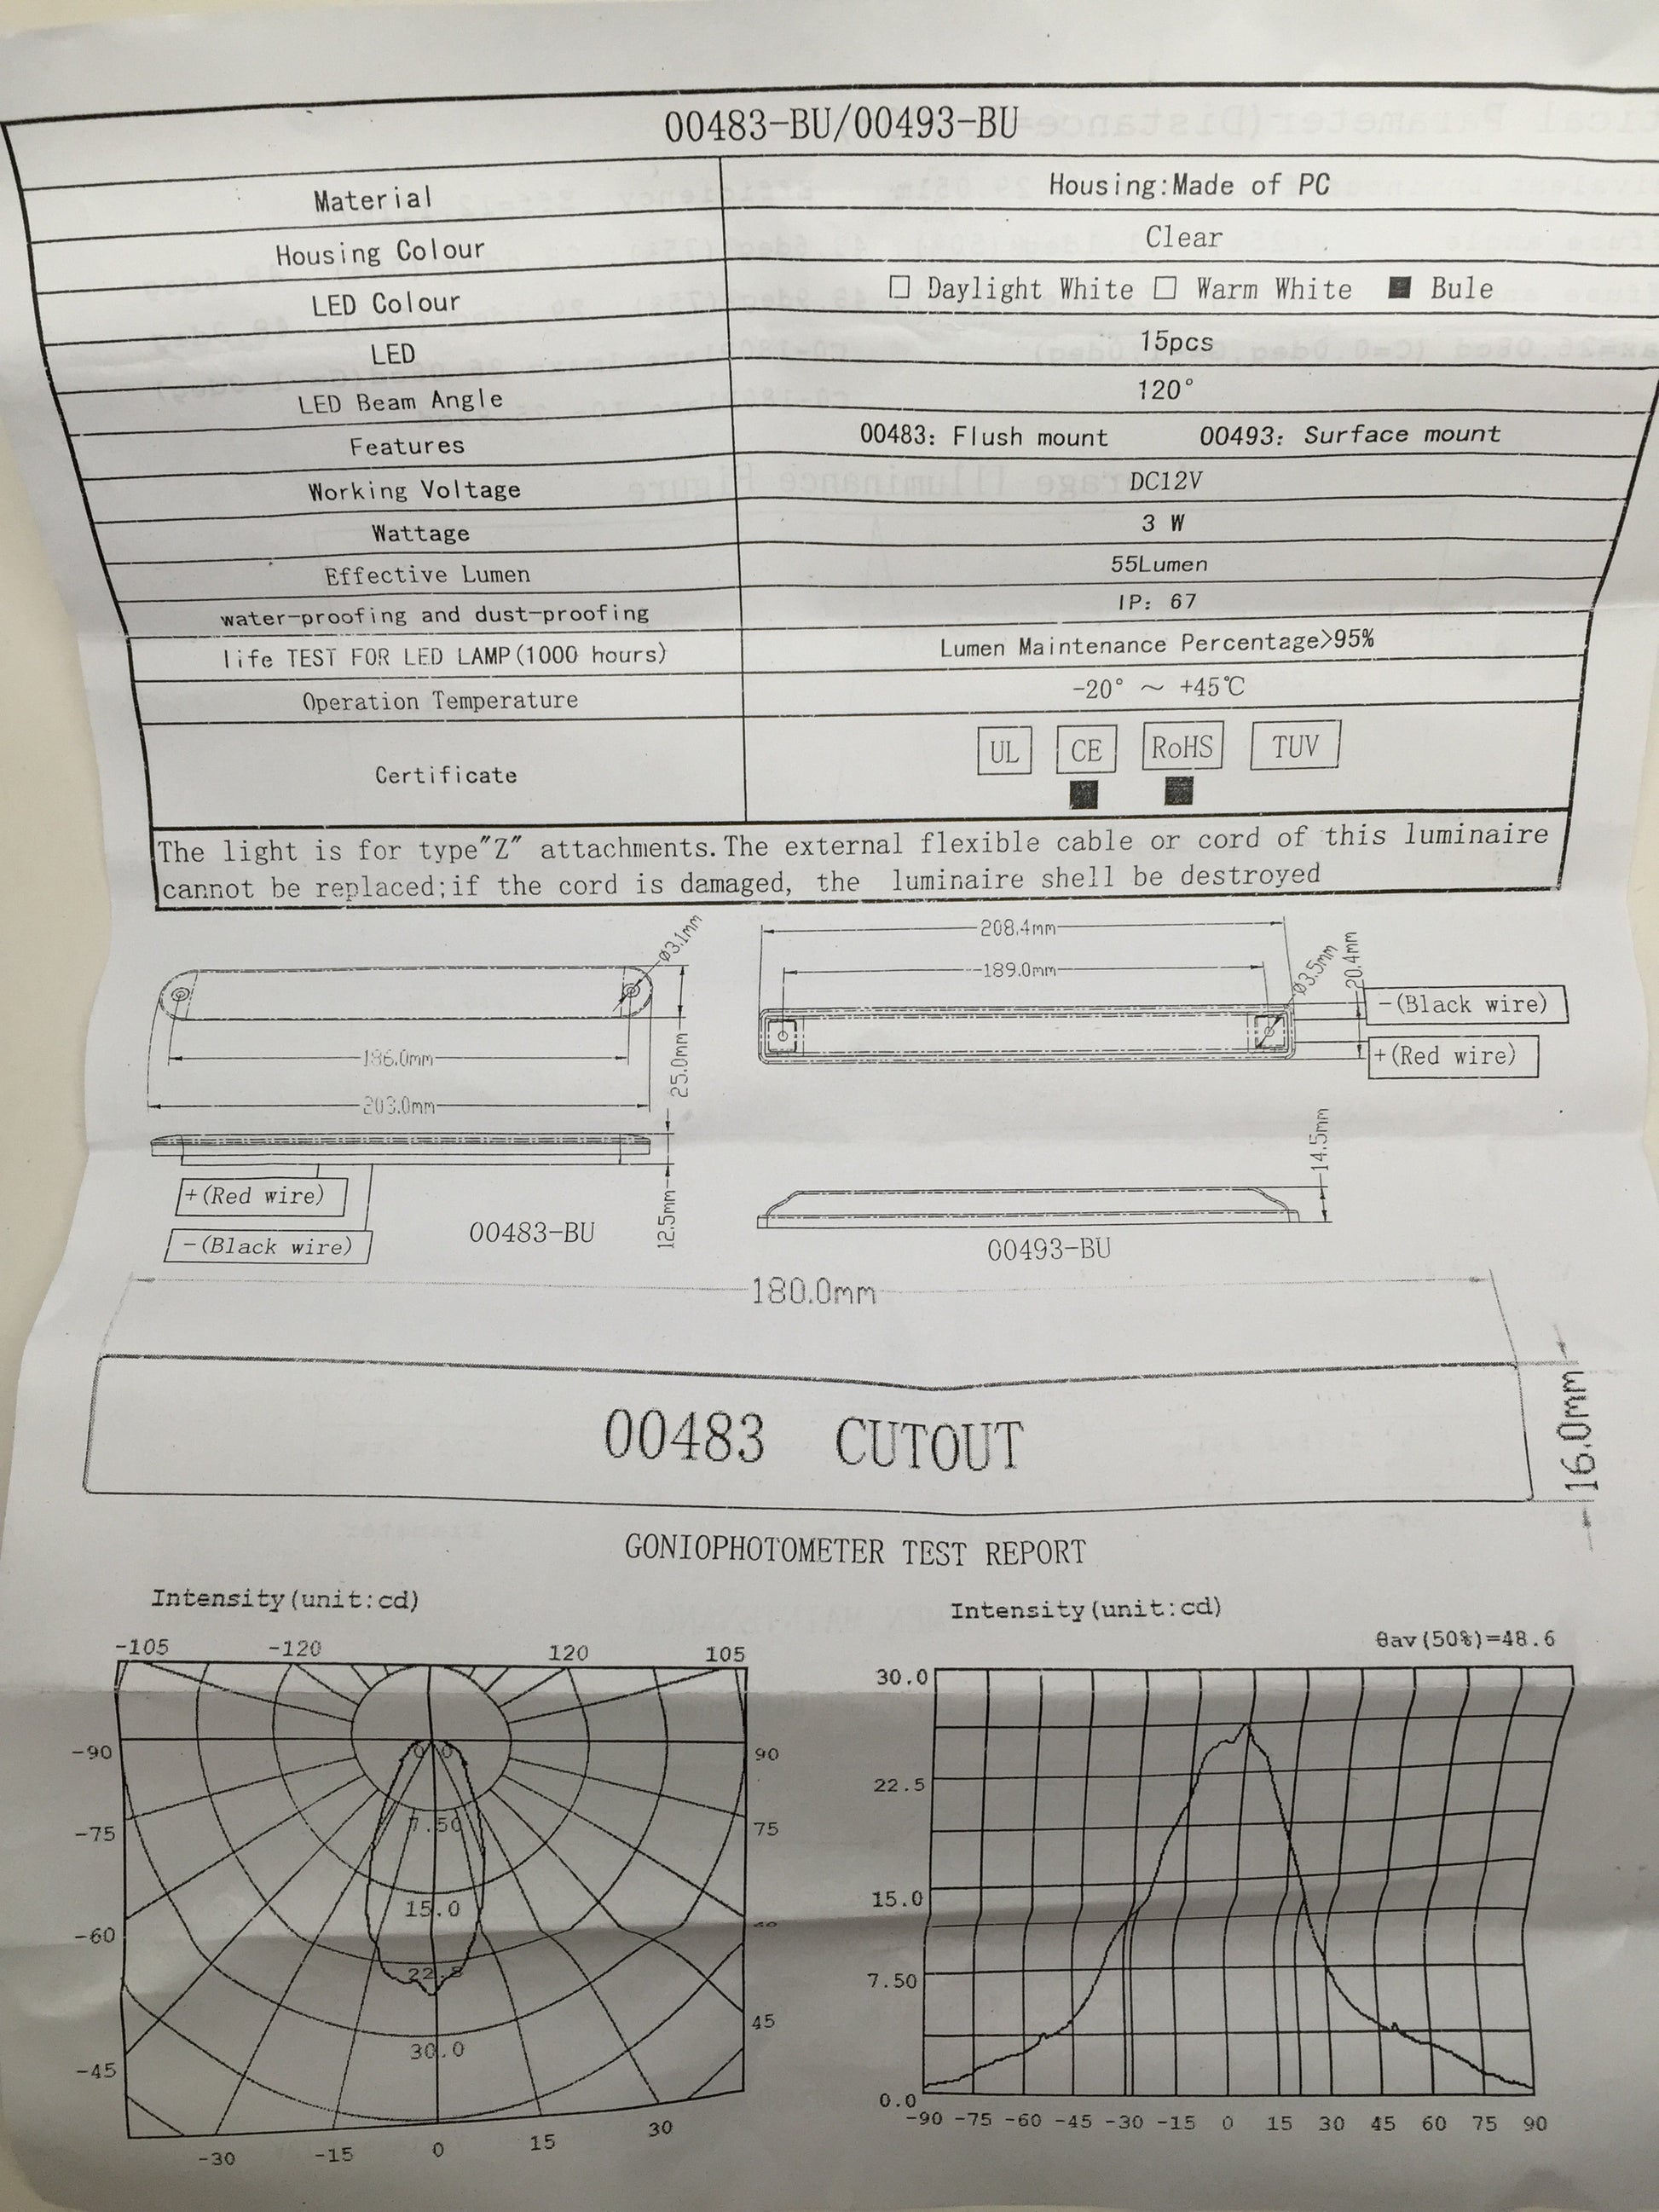 00483-BU/00493-BU
Material Housing:Made of PC
Housing Colour Clear
LED Colour □ Daylight White □ Warm White ■ Bule
LED 15pcs
LED Beam Angle 120°
Features 00483: Flush mount 00493: Surface mount
Working Voltage DC12V
Wattage 3 W
Effective Lumen 55Lumen
water-proofing and dust-proofing IP: 67
life TEST FOR LED LAMP(1000 hours) Lumen Maintenance Percentage>95%
Operation Temperature -20° ～ +45℃
Certificate UL CE RoHS TUV
The light is for type"Z" attachments.The external flexible cable or cord of this luminaire
cannot be replaced;if the cord is damaged, the luminaire shell be destroyed
Ø3.1mm
186.0mm
203.0mm
25.0mm
12.5mm
+(Red wire)
-(Black wire)
00483-BU
208.4mm
189.0mm
Ø3.5mm
20.4mm
-(Black wire)
+(Red wire)
14.5mm
00493-BU
180.0mm
00483 CUTOUT
16.0mm
GONIOPHOTOMETER TEST REPORT
Intensity(unit:cd)
-105 -120 120 105
-90 90
-75 75
-60 60
-45 45
-30 -15 0 15 30
7.50
15.0
22.5
30.0
Intensity(unit:cd)
θav(50%)=48.6
30.0
22.5
15.0
7.50
0.0
-90 -75 -60 -45 -30 -15 0 15 30 45 60 75 90